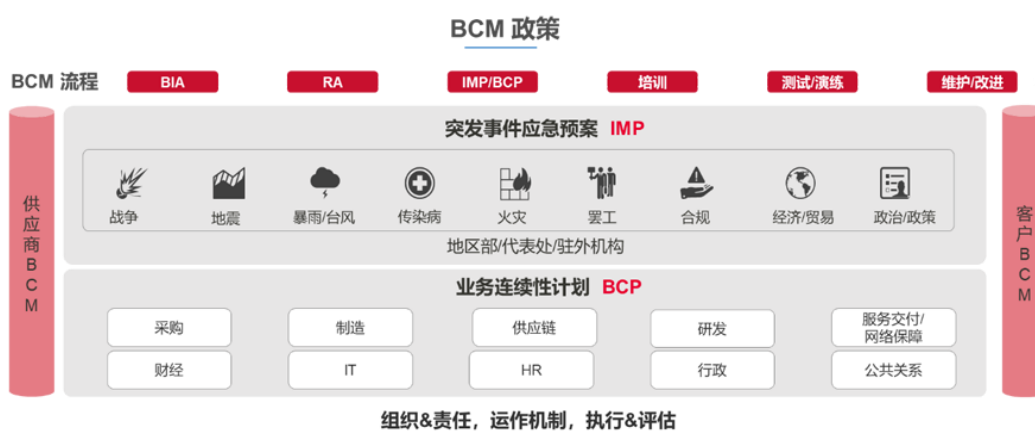 BCM 政策
BCM 流程
BIA
RA
IMP/BCP
培训
测试/演练
维护/改进
供应商BCM
突发事件应急预案 IMP
战争
地震
暴雨/台风
传染病
火灾
罢工
合规
经济/贸易
政治/政策
地区部/代表处/驻外机构
业务连续性计划 BCP
采购
制造
供应链
研发
服务交付/
网络保障
财经
IT
HR
行政
公共关系
客户BCM
组织&责任，运作机制，执行&评估